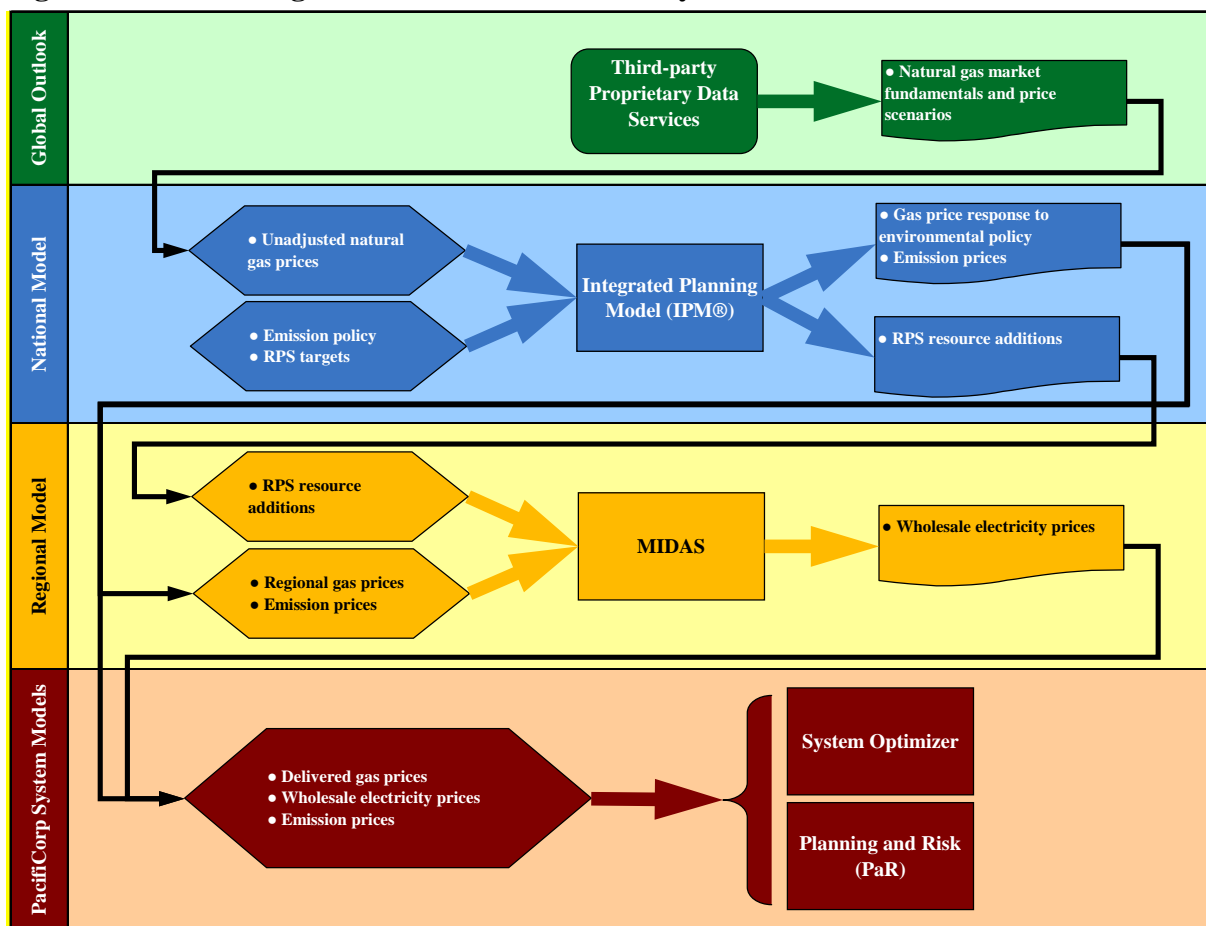 Global Outlook
Third-party
Proprietary Data
Services
● Natural gas market
fundamentals and price
scenarios
National Model
● Unadjusted natural
gas prices
● Emission policy
● RPS targets
Integrated Planning
Model (IPM®)
● Gas price response to
environmental policy
● Emission prices
● RPS resource additions
Regional Model
● RPS resource
additions
● Regional gas prices
● Emission prices
MIDAS
● Wholesale electricity prices
PacifiCorp System Models
● Delivered gas prices
● Wholesale electricity prices
● Emission prices
System Optimizer
Planning and Risk
(PaR)